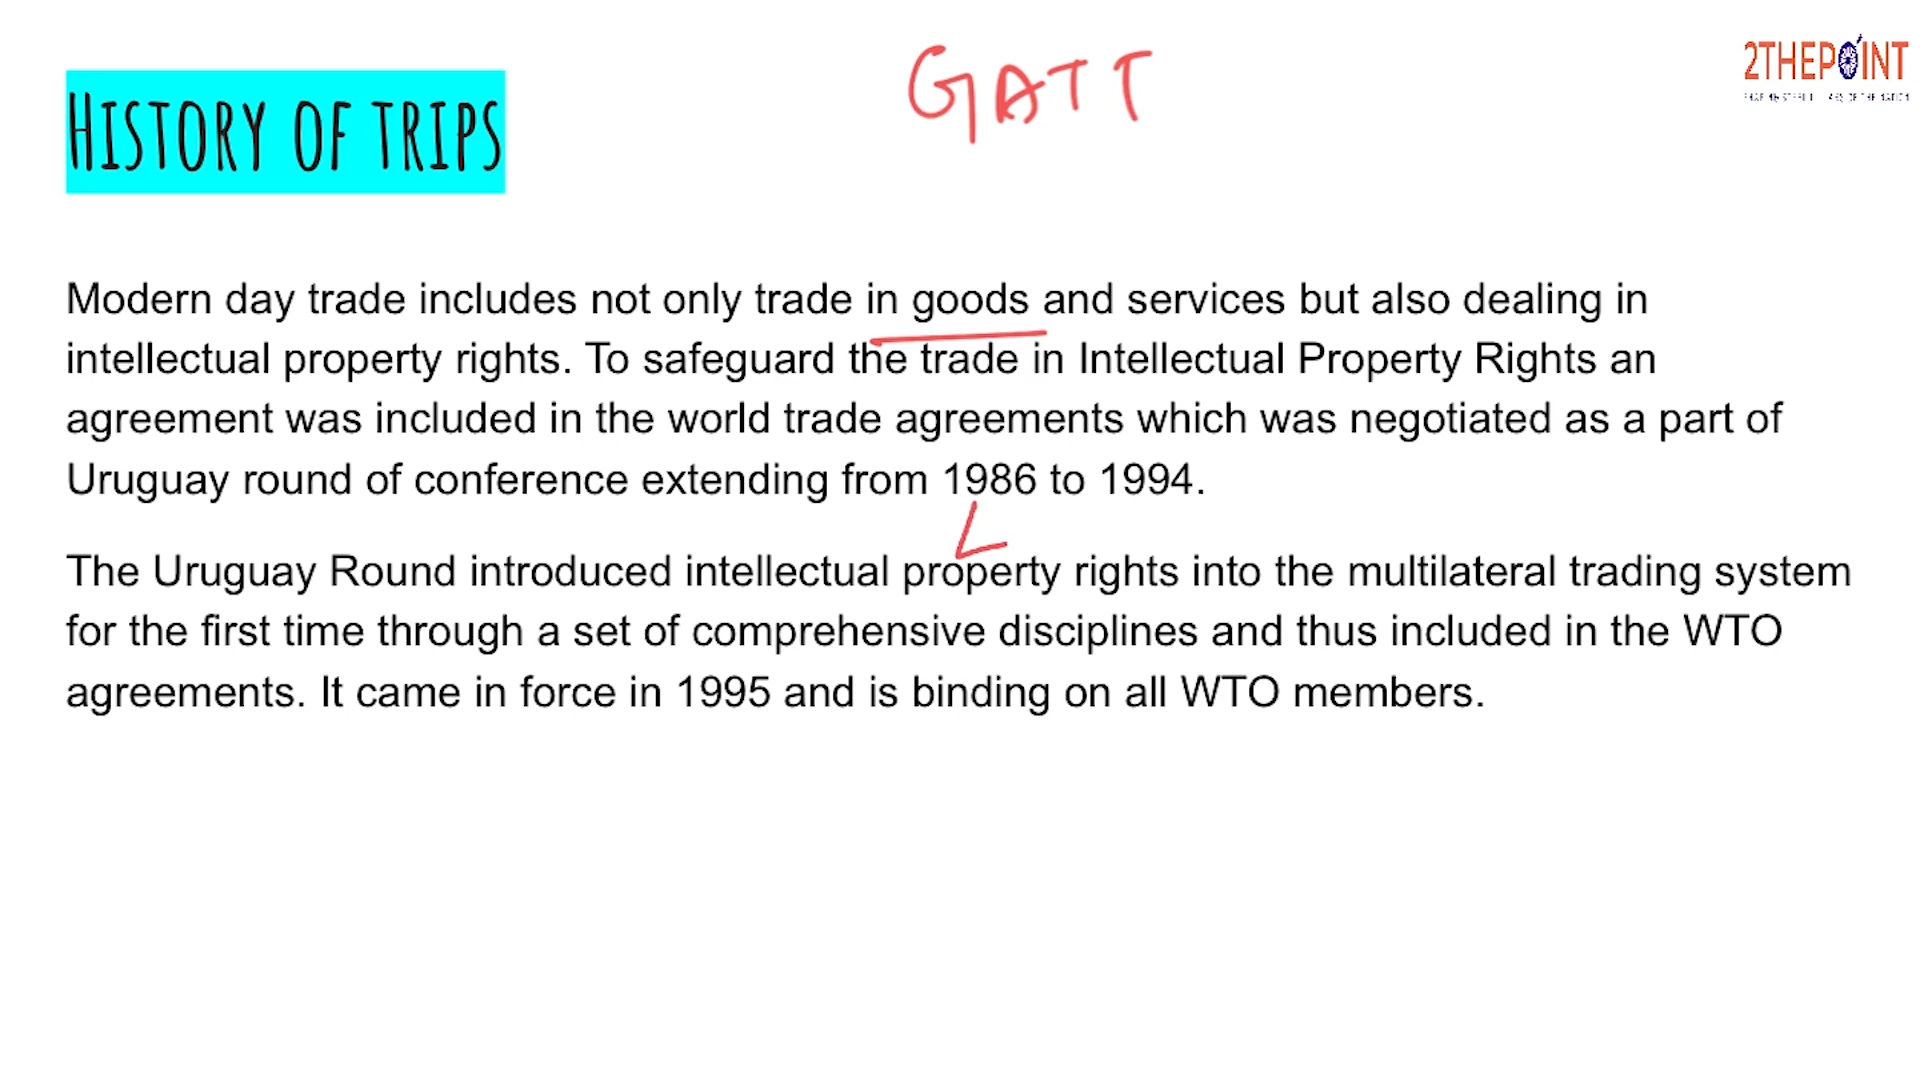 GATT
2THEPOINT
HISTORY OF TRIPS
Modern day trade includes not only trade in goods and services but also dealing in
intellectual property rights. To safeguard the trade in Intellectual Property Rights an
agreement was included in the world trade agreements which was negotiated as a part of
Uruguay round of conference extending from 1986 to 1994.
The Uruguay Round introduced intellectual property rights into the multilateral trading system
for the first time through a set of comprehensive disciplines and thus included in the WTO
agreements. It came in force in 1995 and is binding on all WTO members.